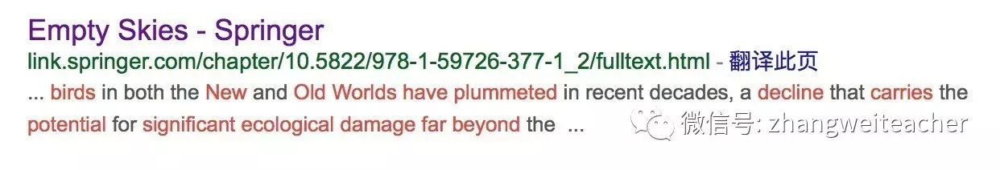 Empty Skies - Springer
link.springer.com/chapter/10.5822/978-1-59726-377-1_2/fulltext.html - 翻译此页
... birds in both the New and Old Worlds have plummeted in recent decades, a decline that carries the
potential for significant ecological damage far beyond the ...
微信号: zhangweiteacher